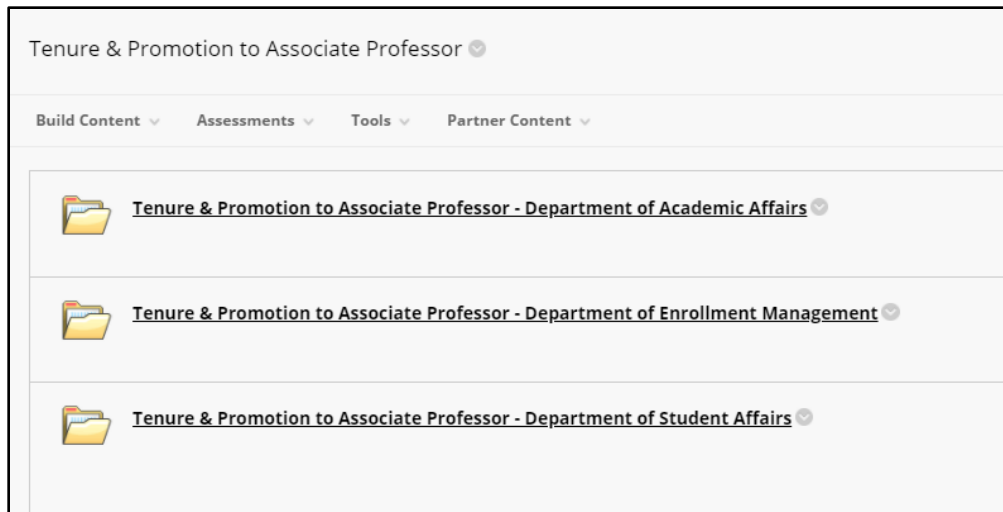 Tenure & Promotion to Associate Professor
Build Content Assessments Tools Partner Content
Tenure & Promotion to Associate Professor - Department of Academic Affairs
Tenure & Promotion to Associate Professor - Department of Enrollment Management
Tenure & Promotion to Associate Professor - Department of Student Affairs